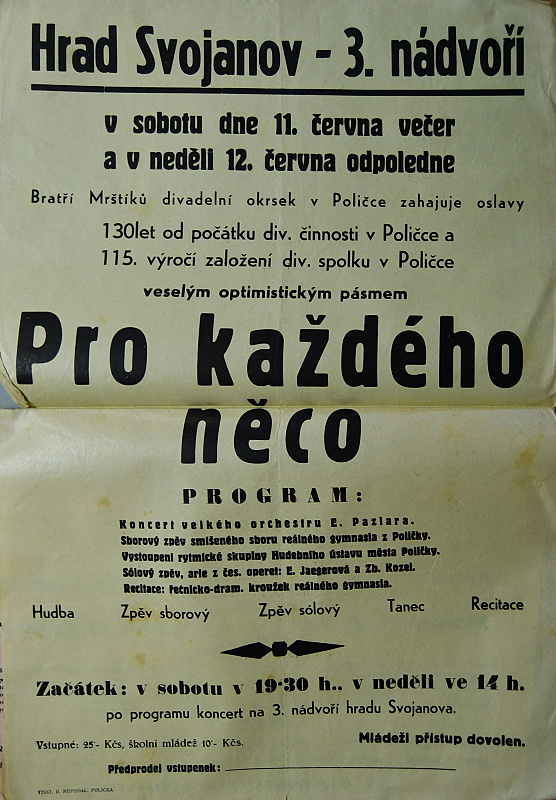 Hrad Svojanov - 3. nádvoří
v sobotu dne 11. června večer
a v neděli 12. června odpoledne
Bratří Mrštíků divadelní okrsek v Poličce zahajuje oslavy
130let od počátku div. činnosti v Poličce a
115. výročí založení div. spolku v Poličce
veselým optimistickým pásmem
Pro každého
něco
PROGRAM:
Koncert velkého orchestru E. Pazlara.
Sborový zpěv smíšeného sboru reálného gymnasia z Poličky.
Vystoupení rytmické skupiny Hudebního ústavu města Poličky.
Sólový zpěv, arie z čes. operet: E. Jaegerová a Zb. Kozel.
Recitace: řečnicko-dram. kroužek reálného gymnasia.
Hudba Zpěv sborový Zpěv sólový Tanec Recitace
Začátek: v sobotu v 19·30 h.. v neděli ve 14 h.
po programu koncert na 3. nádvoří hradu Svojanova.
Vstupné: 25·- Kčs, školní mládež 10·- Kčs. Mládeži přístup dovolen.
Předprodej vstupenek:
TISKL B. NEPODAL, POLIČKA